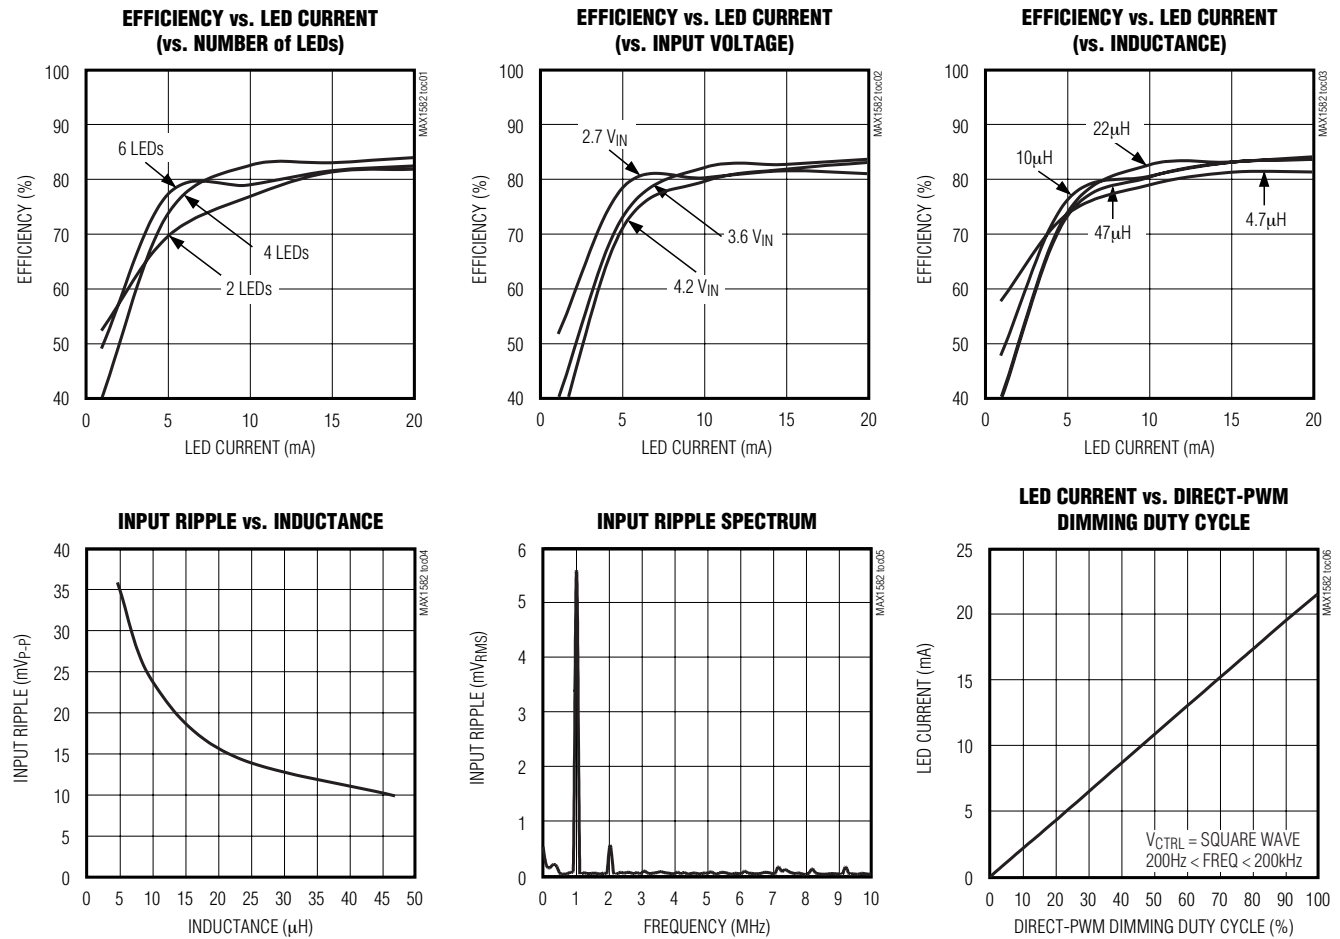 EFFICIENCY vs. LED CURRENT
(vs. NUMBER of LEDs)
100
90
80
70
60
50
40
EFFICIENCY (%)
6 LEDs
4 LEDs
2 LEDs
MAX1582 toc01
0 5 10 15 20
LED CURRENT (mA)
EFFICIENCY vs. LED CURRENT
(vs. INPUT VOLTAGE)
100
90
80
70
60
50
40
EFFICIENCY (%)
2.7 VIN
3.6 VIN
4.2 VIN
MAX1582 toc02
0 5 10 15 20
LED CURRENT (mA)
EFFICIENCY vs. LED CURRENT
(vs. INDUCTANCE)
100
90
80
70
60
50
40
EFFICIENCY (%)
22μH
10μH
47μH
4.7μH
MAX1582 toc03
0 5 10 15 20
LED CURRENT (mA)
INPUT RIPPLE vs. INDUCTANCE
40
35
30
25
20
15
10
5
0
INPUT RIPPLE (mVP-P)
MAX1582 toc04
0 5 10 15 20 25 30 35 40 45 50
INDUCTANCE (μH)
INPUT RIPPLE SPECTRUM
6
5
4
3
2
1
0
INPUT RIPPLE (mVRMS)
MAX1582 toc05
0 1 2 3 4 5 6 7 8 9 10
FREQUENCY (MHz)
LED CURRENT vs. DIRECT-PWM
DIMMING DUTY CYCLE
25
20
15
10
5
0
LED CURRENT (mA)
VCTRL = SQUARE WAVE
200Hz < FREQ < 200kHz
MAX1582 toc06
0 10 20 30 40 50 60 70 80 90 100
DIRECT-PWM DIMMING DUTY CYCLE (%)